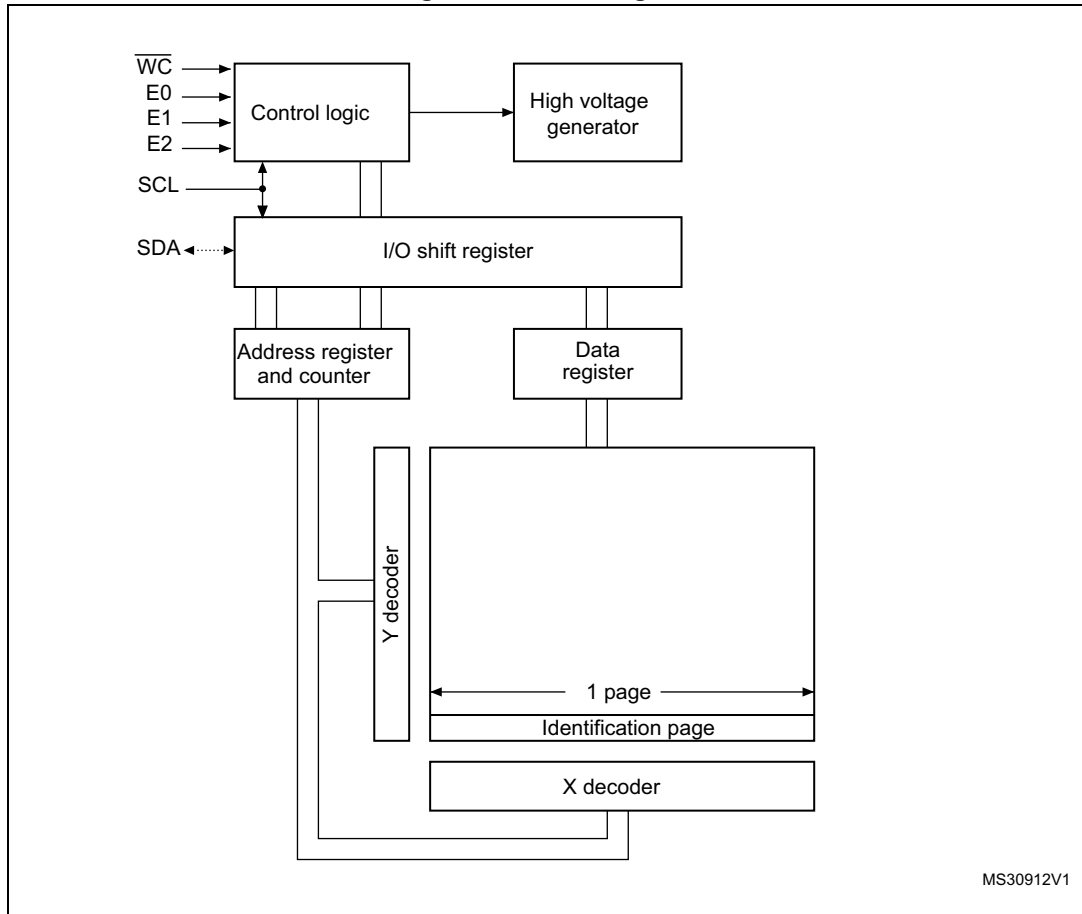 W̅C̅
E0
E1
E2
Control logic
High voltage
generator
SCL
SDA
I/O shift register
Address register
and counter
Data
register
Y decoder
1 page
Identification page
X decoder
MS30912V1